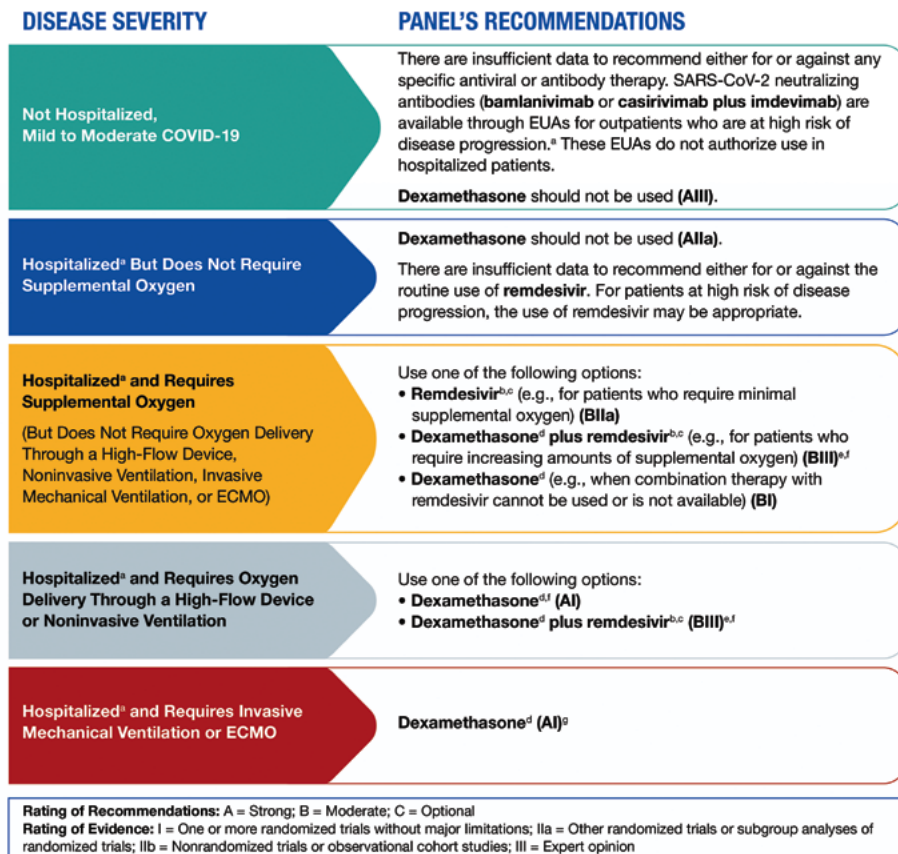 DISEASE SEVERITY
PANEL'S RECOMMENDATIONS
Not Hospitalized,
Mild to Moderate COVID-19
There are insufficient data to recommend either for or against any
specific antiviral or antibody therapy. SARS-CoV-2 neutralizing
antibodies (bamlanivimab or casirivimab plus imdevimab) are
available through EUAs for outpatients who are at high risk of
disease progression.ᵃ These EUAs do not authorize use in
hospitalized patients.
Dexamethasone should not be used (AIII).
Hospitalizedᵃ But Does Not Require
Supplemental Oxygen
Dexamethasone should not be used (AIIa).
There are insufficient data to recommend either for or against the
routine use of remdesivir. For patients at high risk of disease
progression, the use of remdesivir may be appropriate.
Hospitalizedᵃ and Requires
Supplemental Oxygen
(But Does Not Require Oxygen Delivery
Through a High-Flow Device,
Noninvasive Ventilation, Invasive
Mechanical Ventilation, or ECMO)
Use one of the following options:
• Remdesivirᵇ,ᶜ (e.g., for patients who require minimal
supplemental oxygen) (BIIa)
• Dexamethasoneᵈ plus remdesivirᵇ,ᶜ (e.g., for patients who
require increasing amounts of supplemental oxygen) (BIII)ᵉ,ᶠ
• Dexamethasoneᵈ (e.g., when combination therapy with
remdesivir cannot be used or is not available) (BI)
Hospitalizedᵃ and Requires Oxygen
Delivery Through a High-Flow Device
or Noninvasive Ventilation
Use one of the following options:
• Dexamethasoneᵈ,ᶠ (AI)
• Dexamethasoneᵈ plus remdesivirᵇ,ᶜ (BIII)ᵉ,ᶠ
Hospitalizedᵃ and Requires Invasive
Mechanical Ventilation or ECMO
Dexamethasoneᵈ (AI)ᵍ
Rating of Recommendations: A = Strong; B = Moderate; C = Optional
Rating of Evidence: I = One or more randomized trials without major limitations; IIa = Other randomized trials or subgroup analyses of
randomized trials; IIb = Nonrandomized trials or observational cohort studies; III = Expert opinion